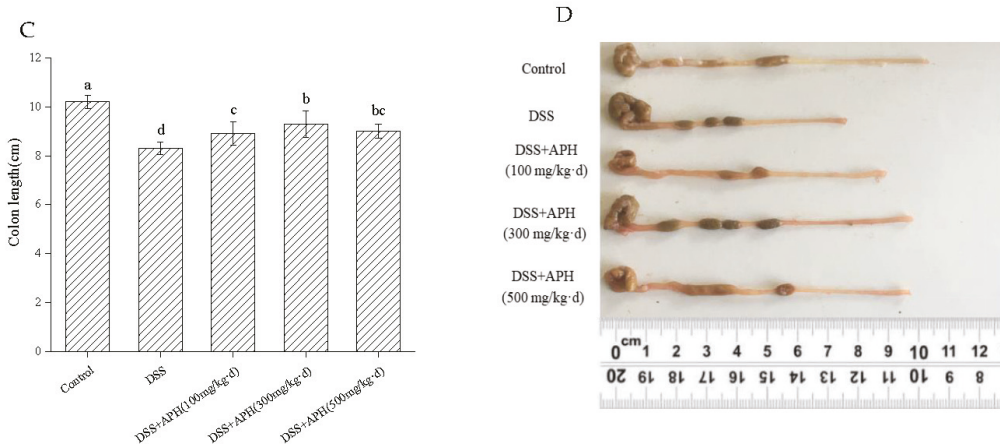 C
12
10
8
6
4
2
0
Colon length(cm)
a
d
c
b
bc
Control
DSS
DSS+APH(100mg/kg·d)
DSS+APH(300mg/kg·d)
DSS+APH(500mg/kg·d)
D
Control
DSS
DSS+APH
(100 mg/kg·d)
DSS+APH
(300 mg/kg·d)
DSS+APH
(500 mg/kg·d)
0 cm 1 2 3 4 5 6 7 8 9 10 11 12
20 19 18 17 16 15 14 13 12 11 10 9 8